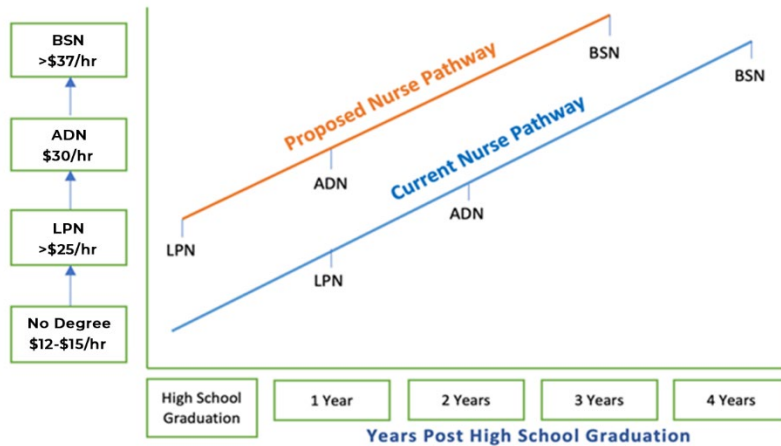 BSN
>$37/hr
ADN
$30/hr
LPN
>$25/hr
No Degree
$12-$15/hr
Proposed Nurse Pathway
LPN
ADN
BSN
Current Nurse Pathway
LPN
ADN
BSN
High School
Graduation
1 Year
2 Years
3 Years
4 Years
Years Post High School Graduation